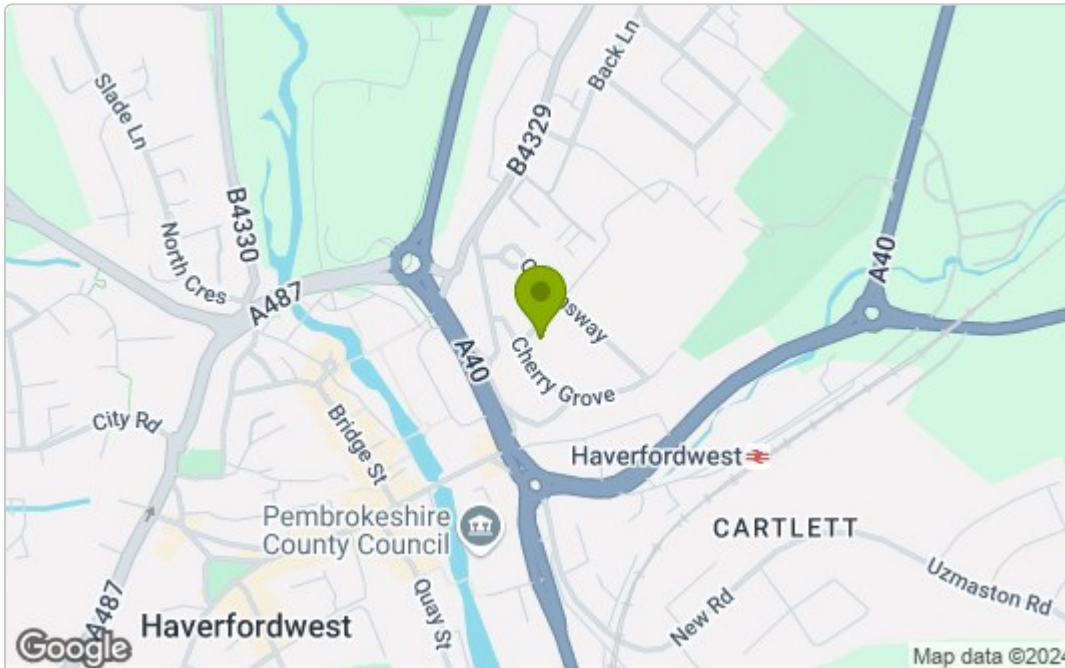 Slade Ln
B4330
North Cres
A487
Back Ln
B4329
A40
Cherry Grove
A40
City Rd
Bridge St
Haverfordwest
Pembrokeshire
County Council
CARTLETT
Uzmaston Rd
New Rd
Quay St
A487
Haverfordwest
Google
Map data ©2024